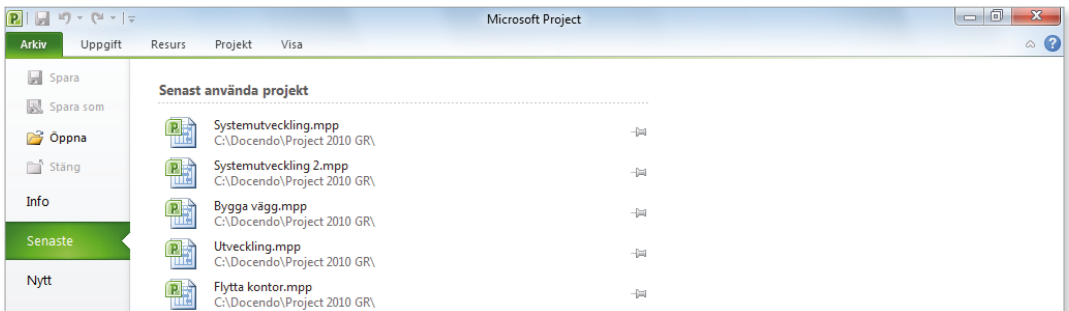 Microsoft Project
Arkiv Uppgift Resurs Projekt Visa
Spara
Spara som
Öppna
Stäng
Info
Senaste
Nytt
Senast använda projekt
Systemutveckling.mpp
C:\Docendo\Project 2010 GR\
Systemutveckling 2.mpp
C:\Docendo\Project 2010 GR\
Bygga vägg.mpp
C:\Docendo\Project 2010 GR\
Utveckling.mpp
C:\Docendo\Project 2010 GR\
Flytta kontor.mpp
C:\Docendo\Project 2010 GR\